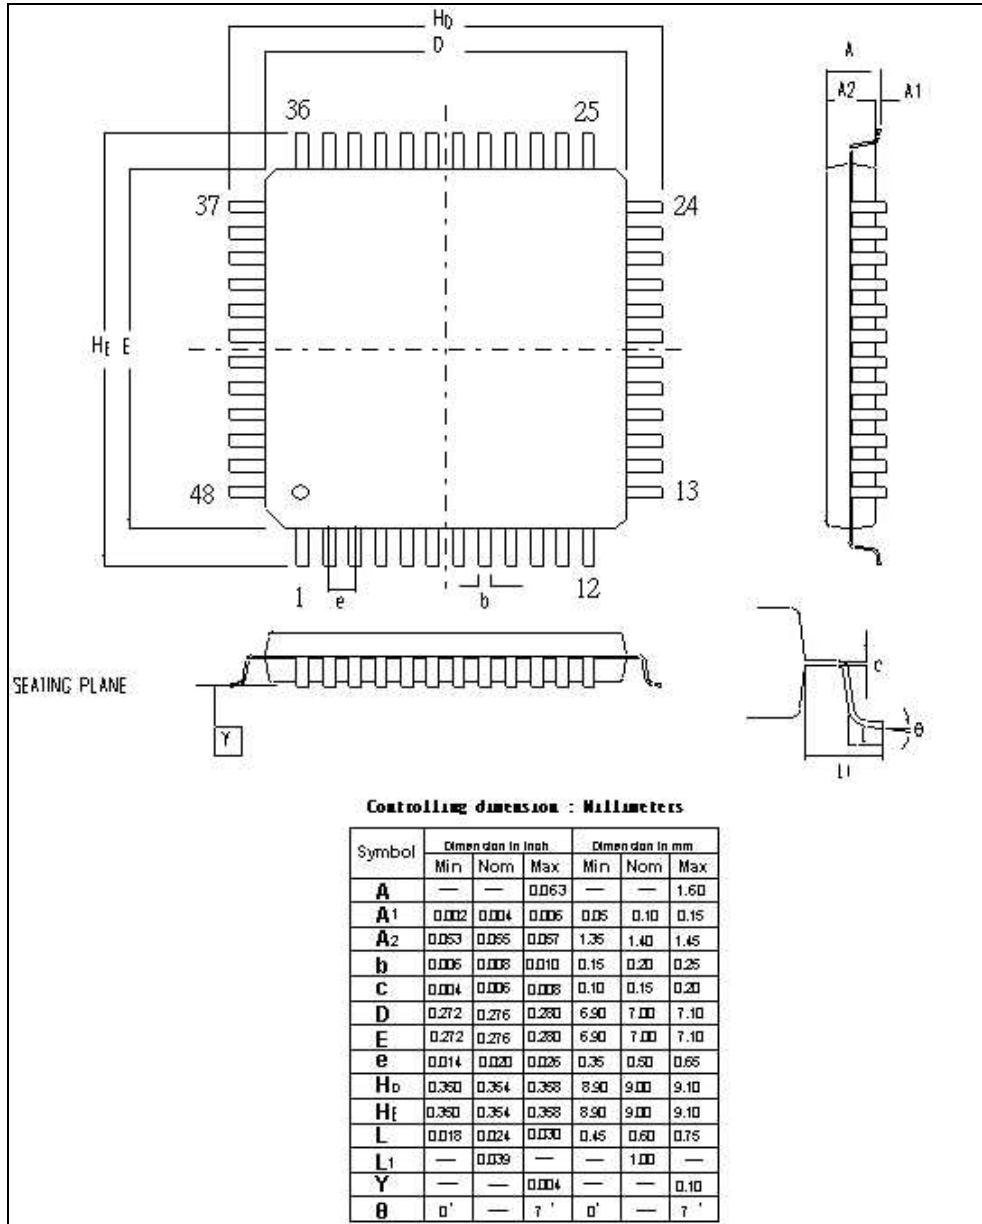 HD
D
A
A2 A1
36 25
37 24
HE E
48 13
1 e b 12
SEATING PLANE
Y
c
θ
L
L1
Controlling dimension : Millimeters
Symbol Dimension in inch Dimension in mm
Min Nom Max Min Nom Max
A — — 0.063 — — 1.60
A1 0.002 0.004 0.006 0.05 0.10 0.15
A2 0.053 0.055 0.057 1.35 1.40 1.45
b 0.006 0.008 0.010 0.15 0.20 0.25
c 0.004 0.006 0.008 0.10 0.15 0.20
D 0.272 0.276 0.280 6.90 7.00 7.10
E 0.272 0.276 0.280 6.90 7.00 7.10
e 0.014 0.020 0.026 0.35 0.50 0.65
HD 0.350 0.354 0.358 8.90 9.00 9.10
HE 0.350 0.354 0.358 8.90 9.00 9.10
L 0.018 0.024 0.030 0.45 0.60 0.75
L1 — 0.039 — — 1.00 —
Y — — 0.004 — — 0.10
θ 0° — 7° 0° — 7°